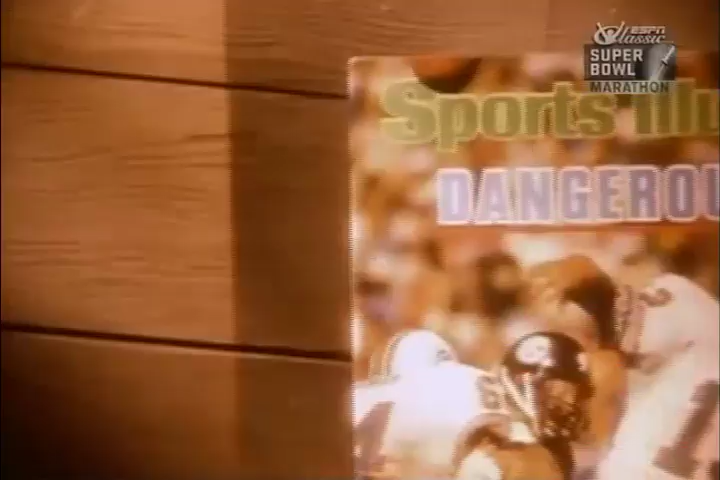 ESPN
Classic
SUPER
BOWL
MARATHON
Sports Illu
DANGEROU